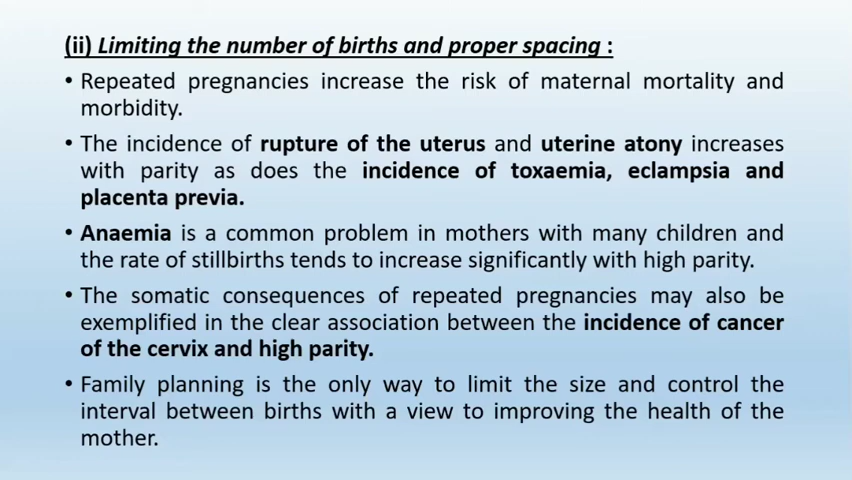 (ii) Limiting the number of births and proper spacing :
• Repeated pregnancies increase the risk of maternal mortality and
morbidity.
• The incidence of rupture of the uterus and uterine atony increases
with parity as does the incidence of toxaemia, eclampsia and
placenta previa.
• Anaemia is a common problem in mothers with many children and
the rate of stillbirths tends to increase significantly with high parity.
• The somatic consequences of repeated pregnancies may also be
exemplified in the clear association between the incidence of cancer
of the cervix and high parity.
• Family planning is the only way to limit the size and control the
interval between births with a view to improving the health of the
mother.